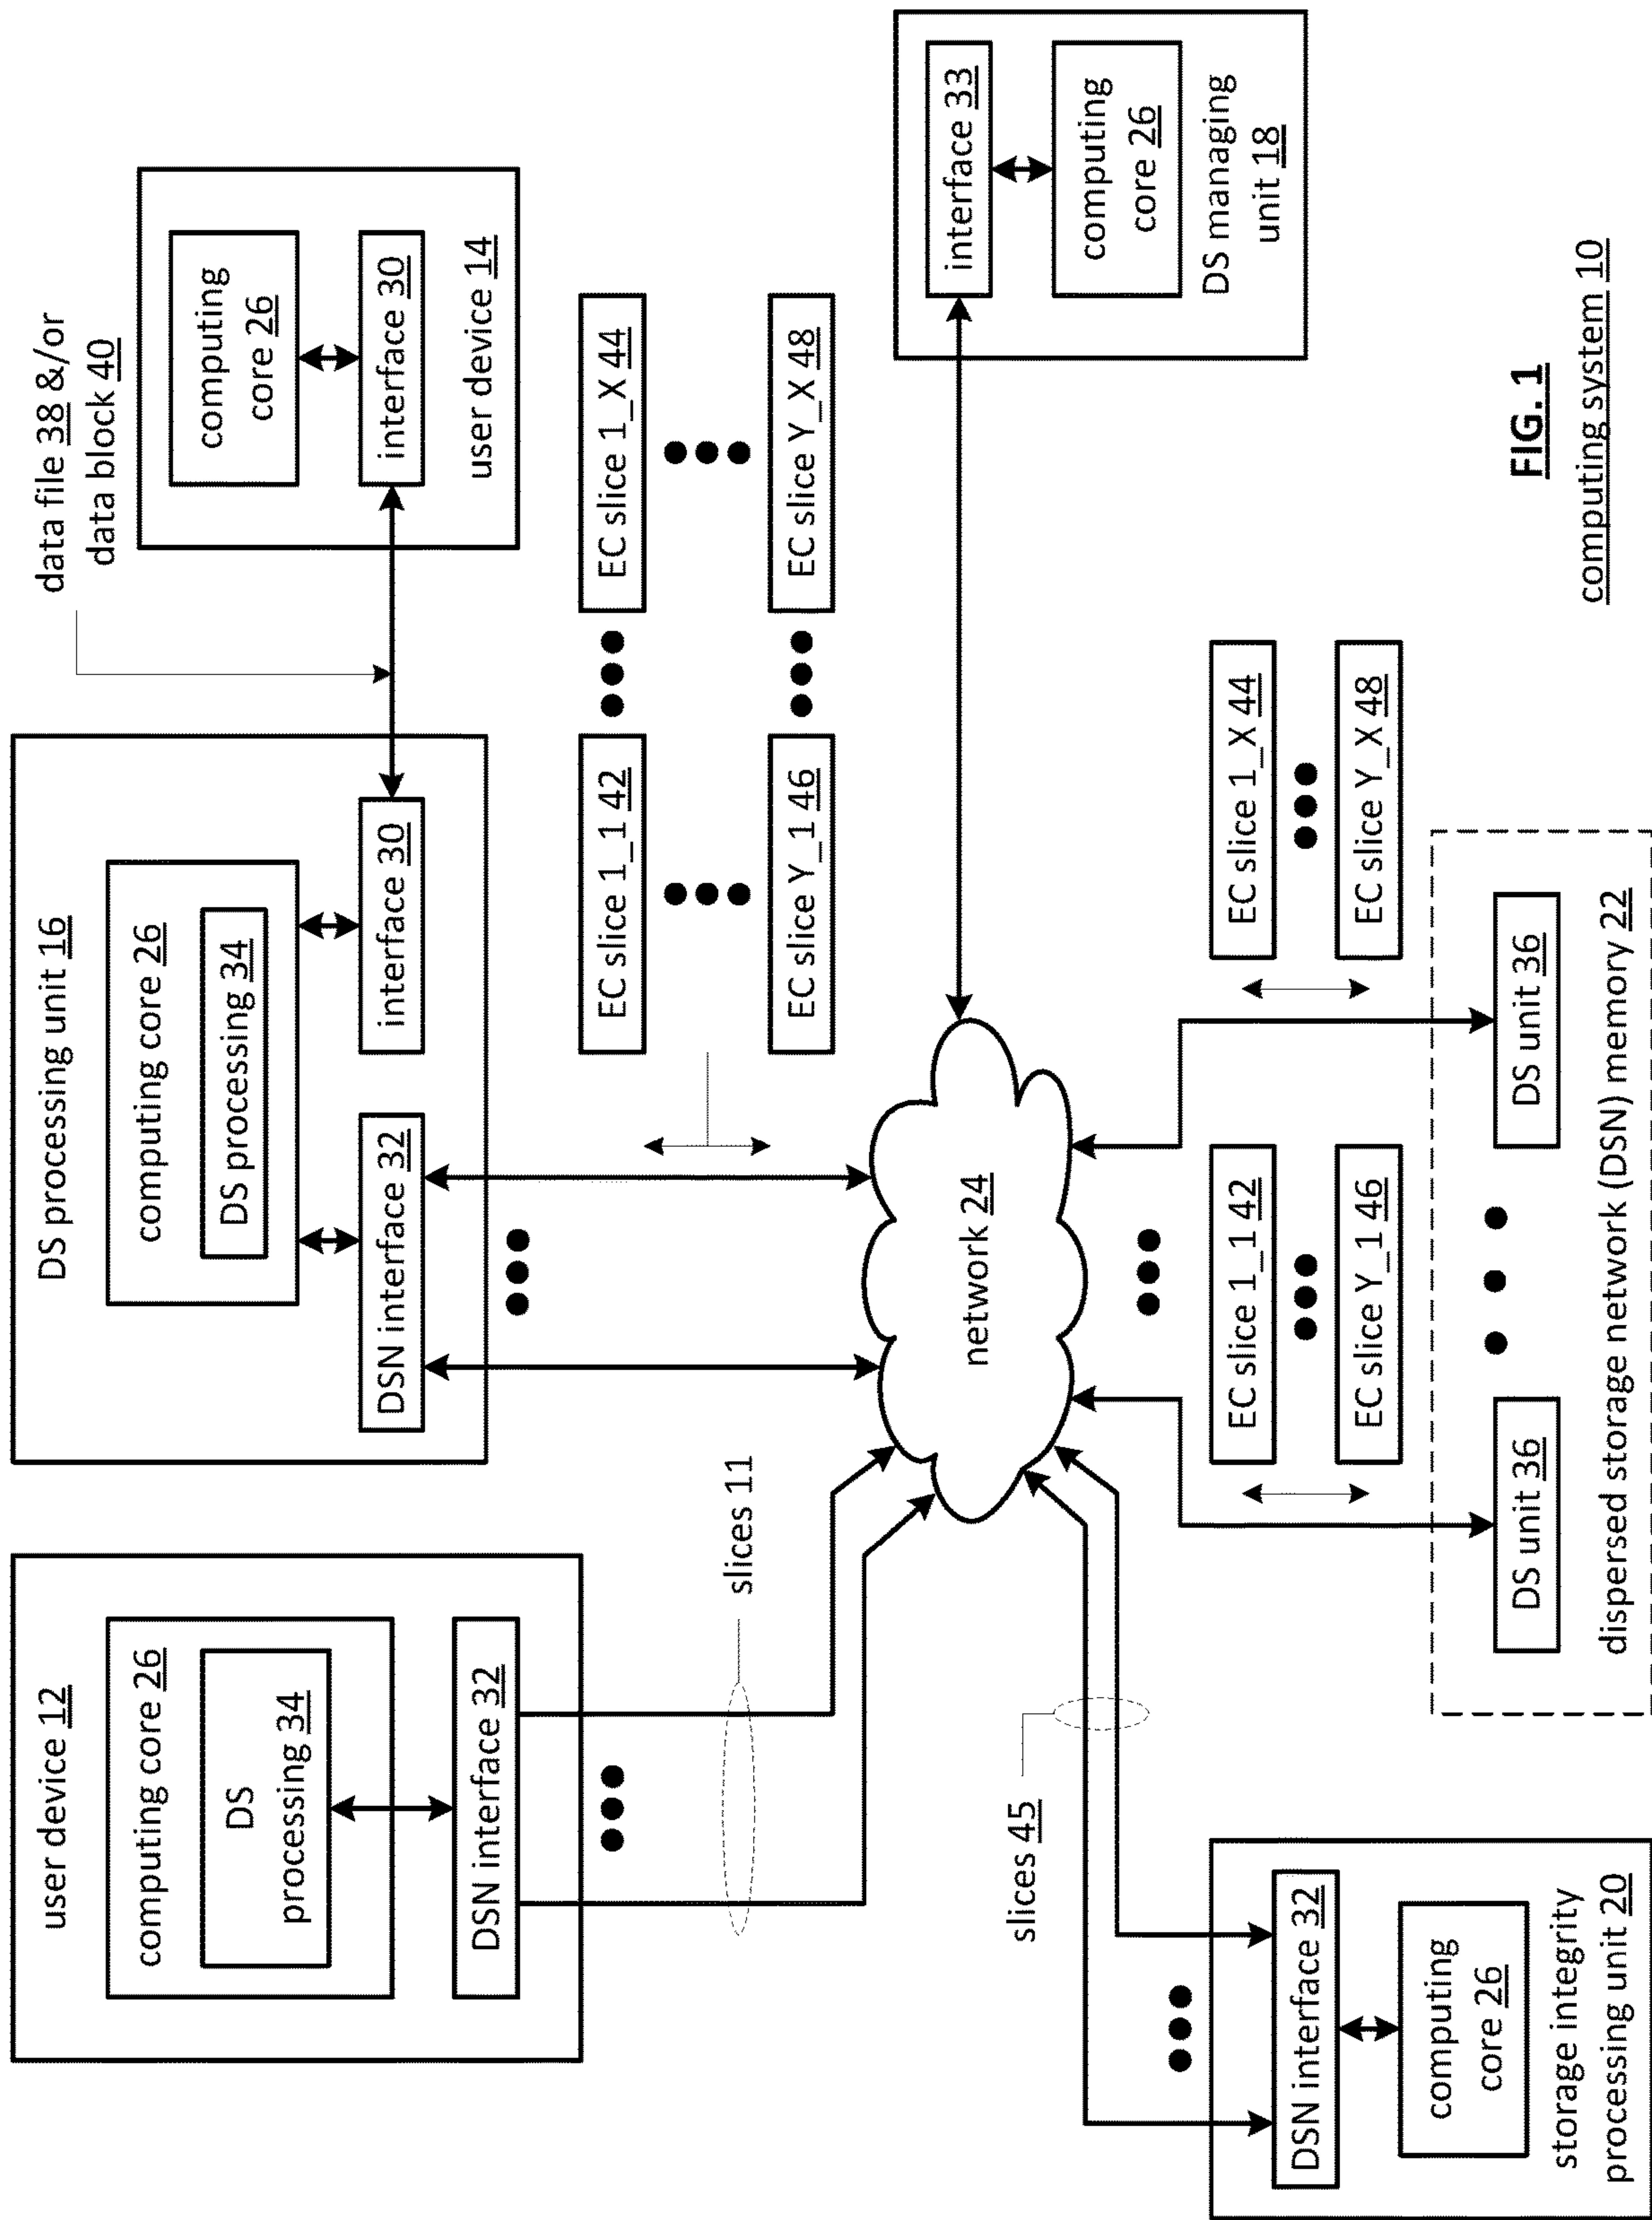 user device 12
computing core 26
DS
processing 34
DSN interface 32
slices 11
DS processing unit 16
computing core 26
DS processing 34
DSN interface 32
interface 30
data file 38 &/or
data block 40
computing
core 26
interface 30
user device 14
EC slice 1_1 42
EC slice 1_X 44
EC slice Y_1 46
EC slice Y_X 48
network 24
interface 33
computing
core 26
DS managing
unit 18
slices 45
DSN interface 32
computing
core 26
storage integrity
processing unit 20
EC slice 1_1 42
EC slice Y_1 46
EC slice 1_X 44
EC slice Y_X 48
DS unit 36
DS unit 36
dispersed storage network (DSN) memory 22
FIG. 1
computing system 10